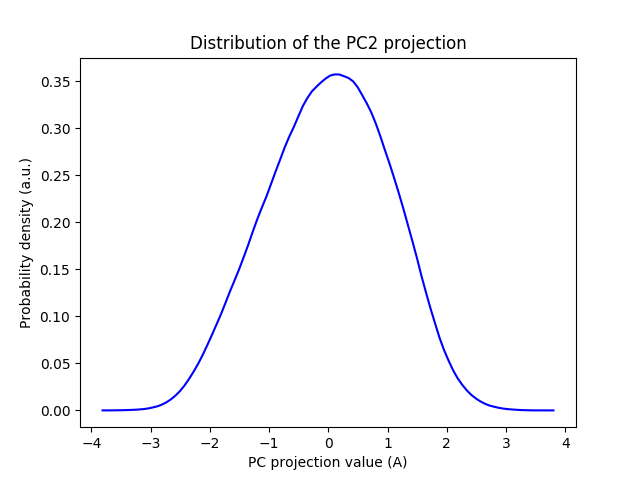 Distribution of the PC2 projection
Probability density (a.u.)
0.35
0.30
0.25
0.20
0.15
0.10
0.05
0.00
−4 −3 −2 −1 0 1 2 3 4
PC projection value (A)